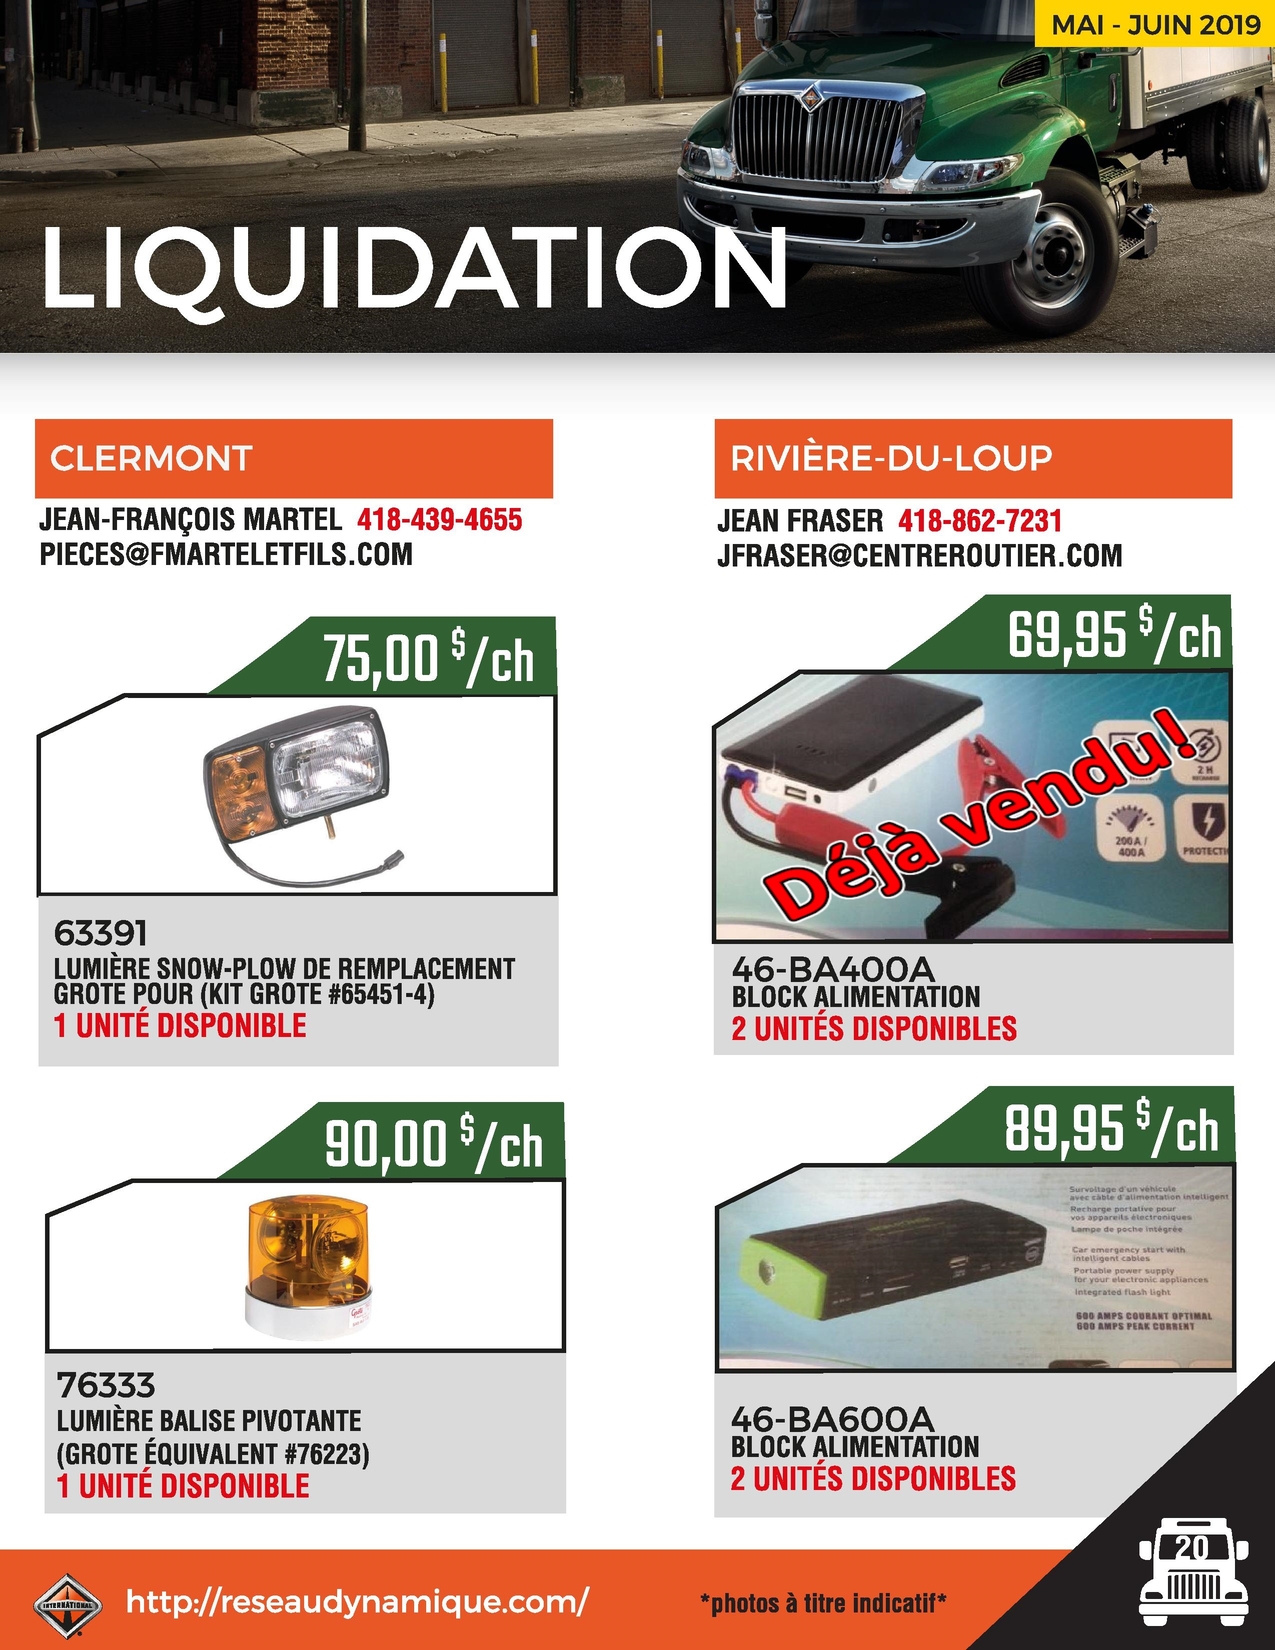 MAI - JUIN 2019
LIQUIDATION
CLERMONT
JEAN-FRANÇOIS MARTEL 418-439-4655
PIECES@FMARTELETFILS.COM
75,00 $/ch
63391
LUMIÈRE SNOW-PLOW DE REMPLACEMENT
GROTE POUR (KIT GROTE #65451-4)
1 UNITÉ DISPONIBLE
90,00 $/ch
Grote
76333
LUMIÈRE BALISE PIVOTANTE
(GROTE ÉQUIVALENT #76223)
1 UNITÉ DISPONIBLE
RIVIÈRE-DU-LOUP
JEAN FRASER 418-862-7231
JFRASER@CENTREROUTIER.COM
69,95 $/ch
Déjà vendu!
2 H
RECHARGE
200A /
400A
PROTECTI
46-BA400A
BLOCK ALIMENTATION
2 UNITÉS DISPONIBLES
89,95 $/ch
Survoltage d'un véhicule
avec câble d'alimentation intelligent
Recharge portative pour
vos appareils électroniques
Lampe de poche intégrée
Car emergency start with
intelligent cables
Portable power supply
for your electronic appliances
Integrated flash light
600 AMPS COURANT OPTIMAL
600 AMPS PEAK CURRENT
46-BA600A
BLOCK ALIMENTATION
2 UNITÉS DISPONIBLES
INTERNATIONAL
http://reseaudynamique.com/
*photos à titre indicatif*
20